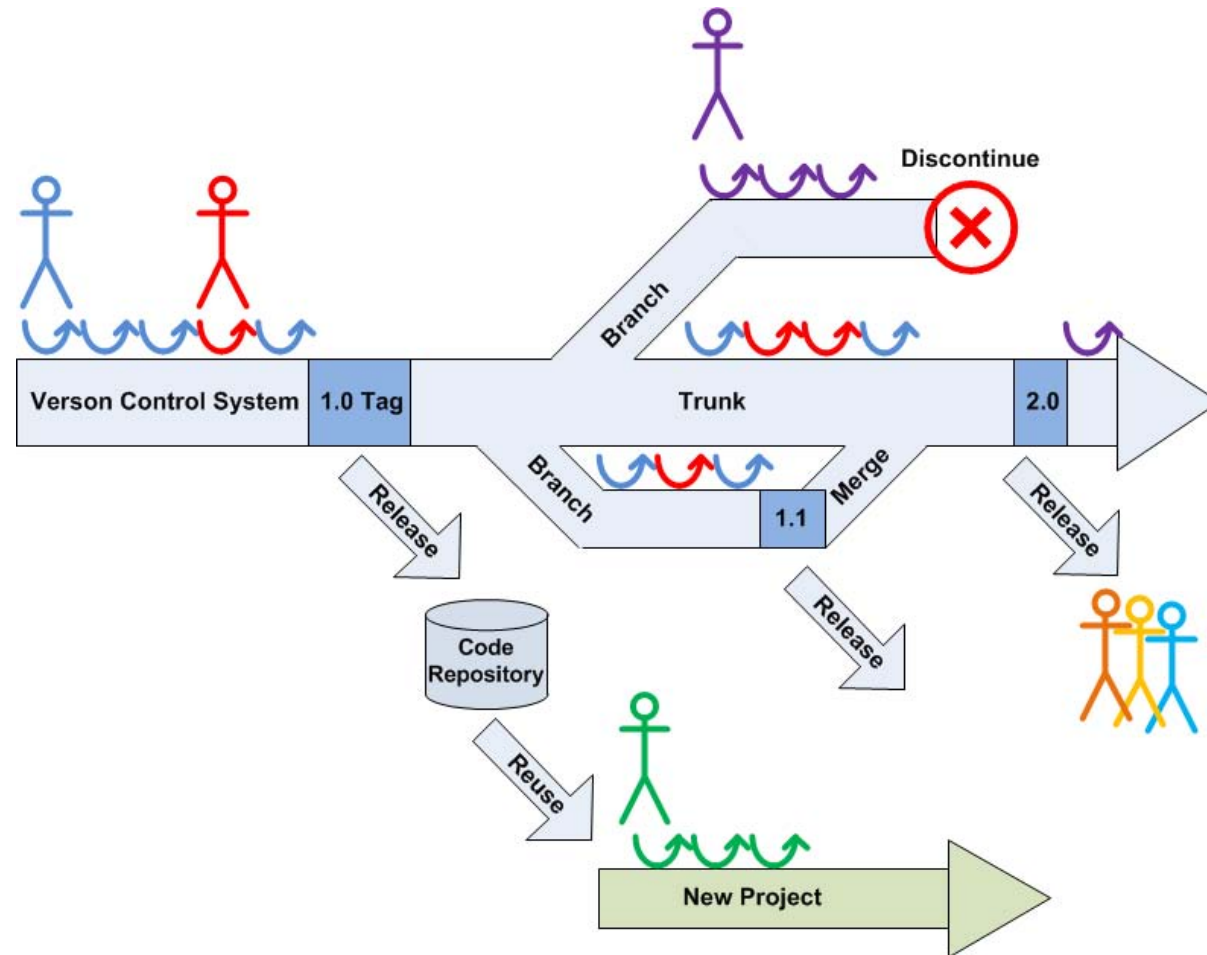 Discontinue
Branch
Verson Control System
1.0 Tag
Trunk
2.0
Branch
1.1
Merge
Release
Release
Release
Code
Repository
Reuse
New Project